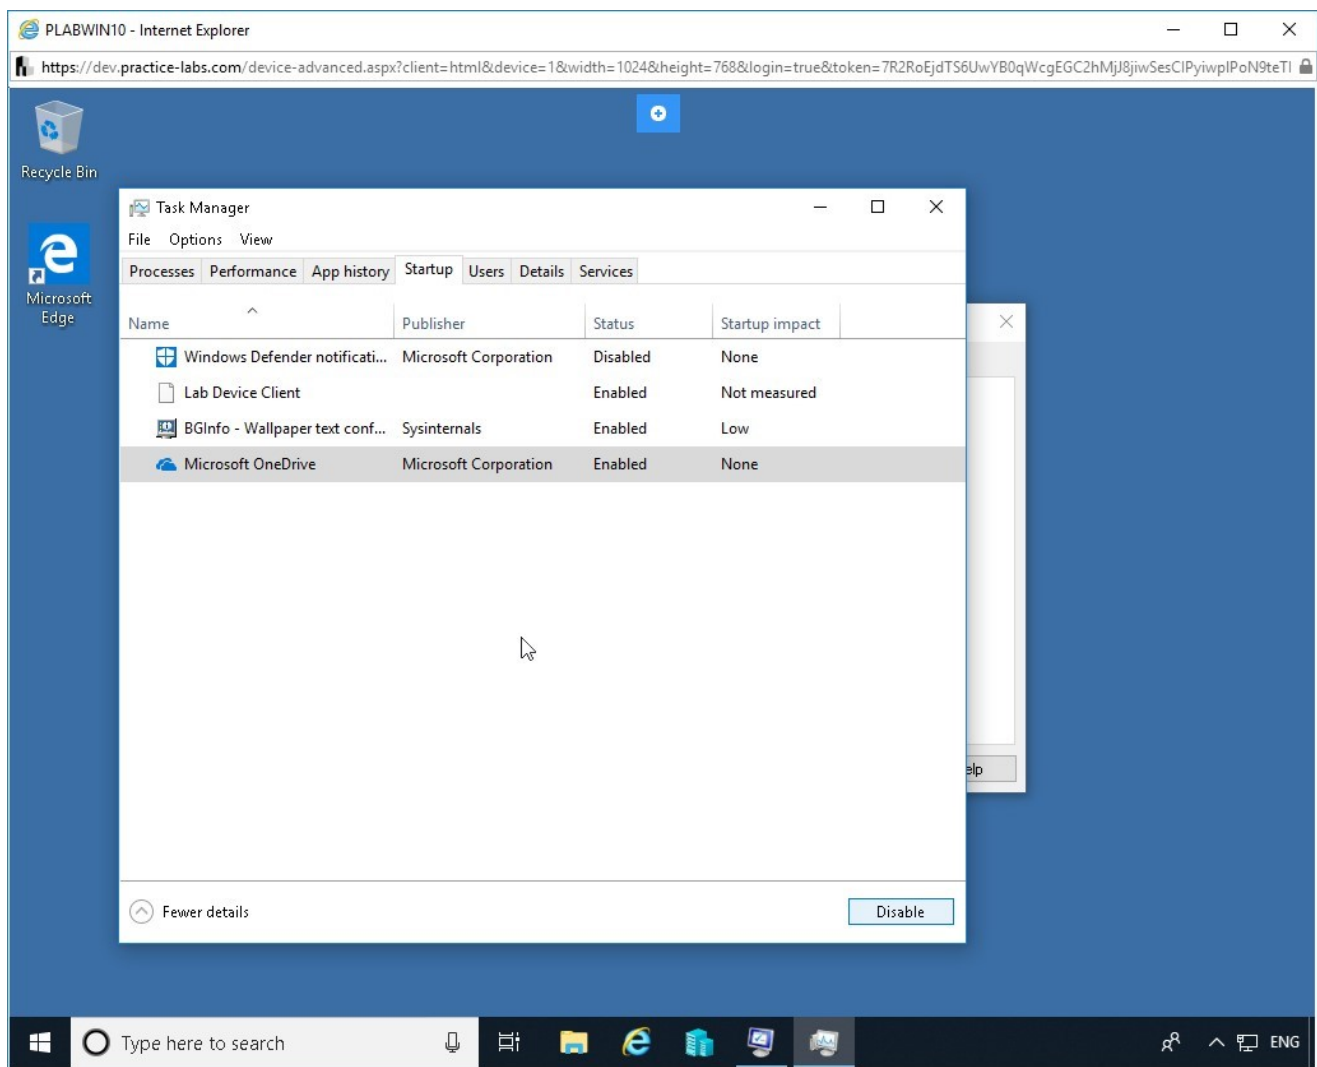 PLABWIN10 - Internet Explorer
https://dev.practice-labs.com/device-advanced.aspx?client=html&device=1&width=1024&height=768&login=true&token=7R2RoEjdTS6UwYB0qWcgEGC2hMjJ8jiwSesClPyiwplPoN9teTl
Recycle Bin
Task Manager
File Options View
Processes Performance App history Startup Users Details Services
Microsoft
Edge
Name Publisher Status Startup impact
Windows Defender notificati... Microsoft Corporation Disabled None
Lab Device Client Enabled Not measured
BGInfo - Wallpaper text conf... Sysinternals Enabled Low
Microsoft OneDrive Microsoft Corporation Enabled None
elp
Fewer details Disable
Type here to search ENG